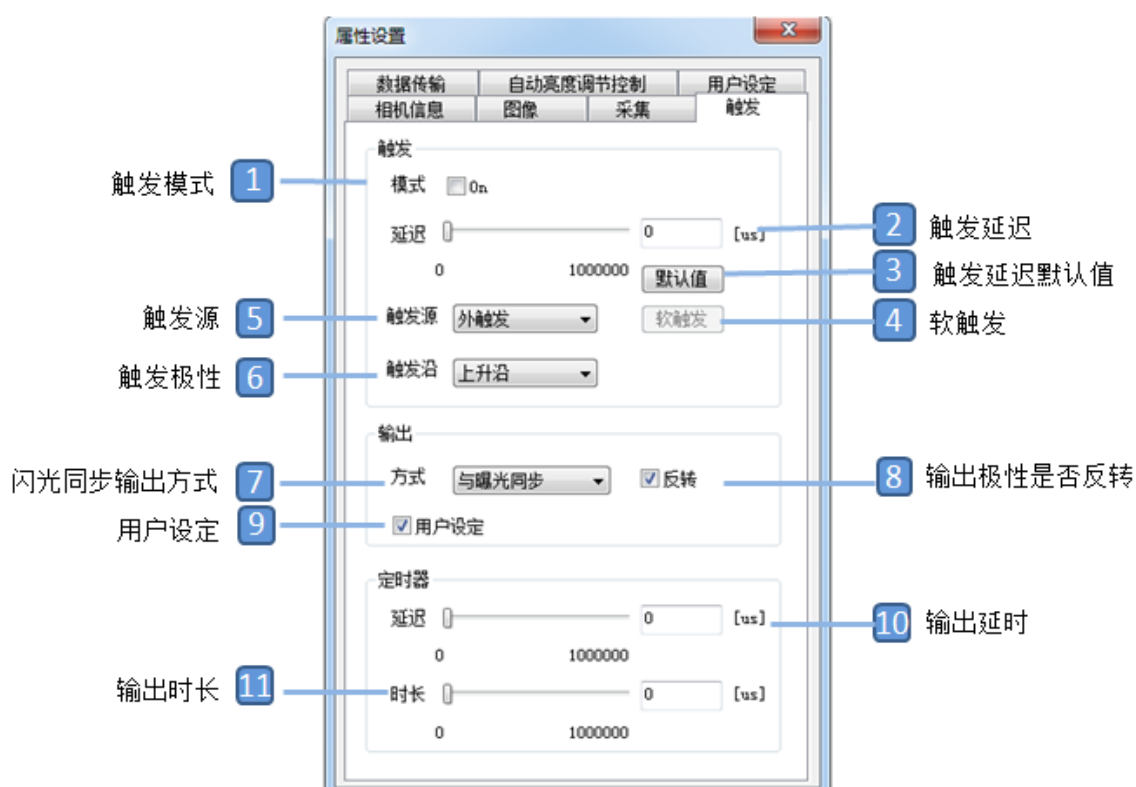 属性设置
数据传输 自动亮度调节控制 用户设定
相机信息 图像 采集 触发
触发
触发模式 1 模式 On
延迟 0 [us] 2 触发延迟
0 1000000 默认值 3 触发延迟默认值
触发源 5 触发源 外触发 软触发 4 软触发
触发极性 6 触发沿 上升沿
输出
闪光同步输出方式 7 方式 与曝光同步 反转 8 输出极性是否反转
用户设定 9 用户设定
定时器
延迟 0 [us] 10 输出延时
0 1000000
输出时长 11 时长 0 [us]
0 1000000